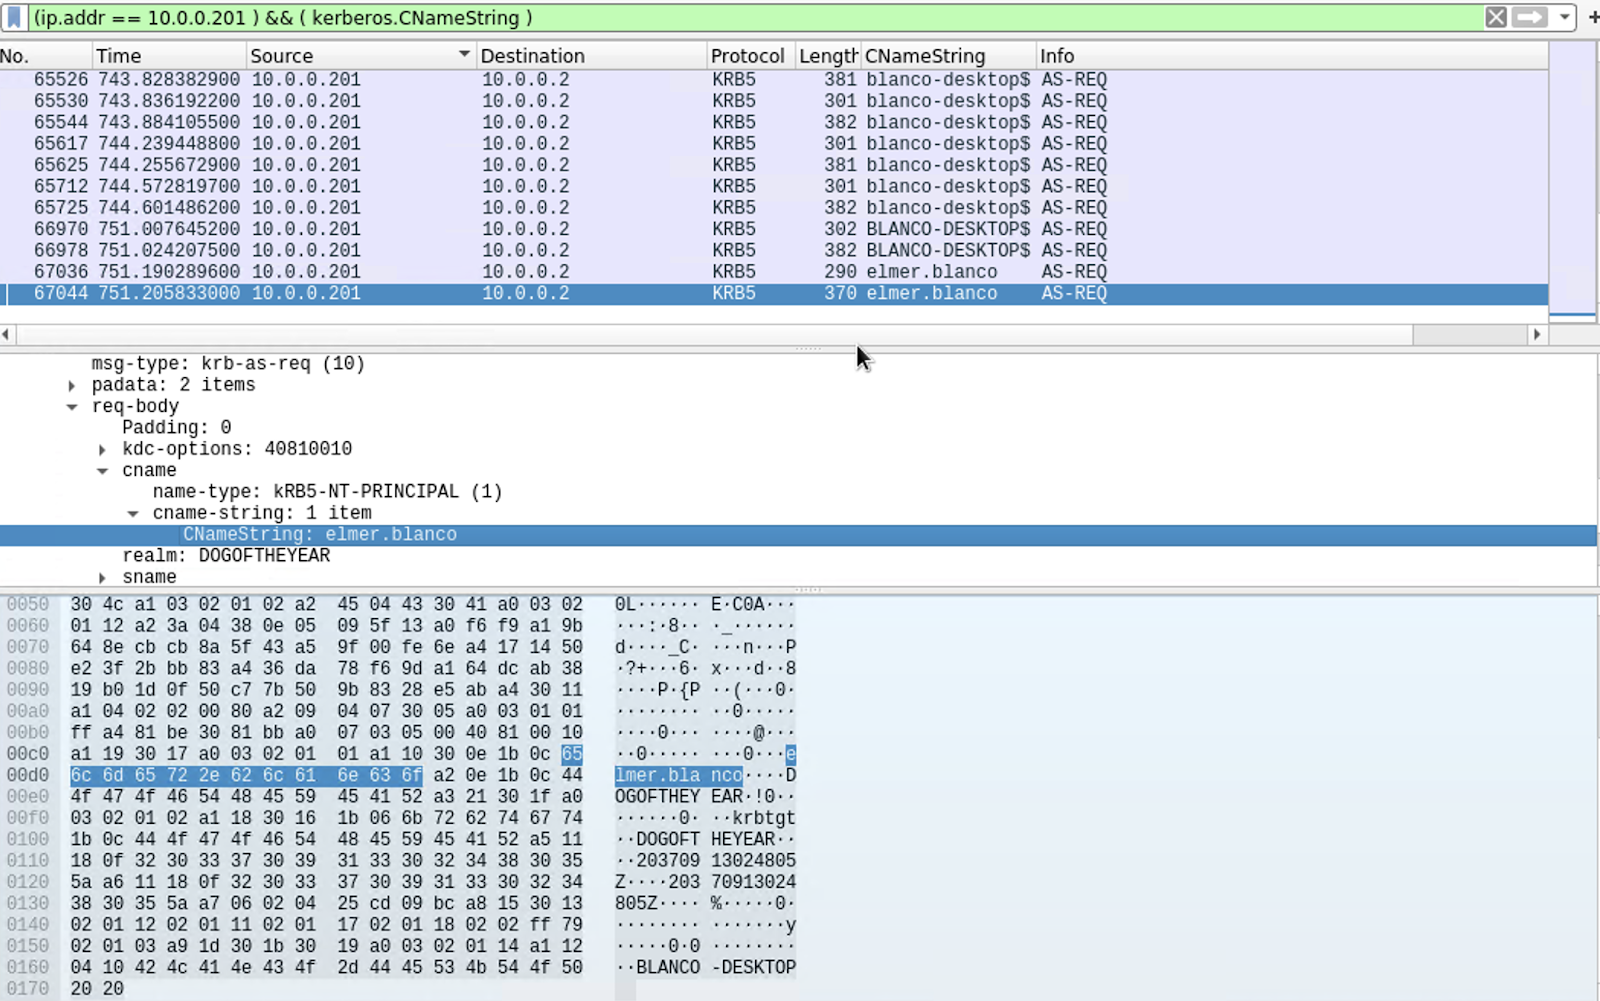 (ip.addr == 10.0.0.201 ) && ( kerberos.CNameString )
No. Time Source Destination Protocol Length CNameString Info
65526 743.828382900 10.0.0.201 10.0.0.2 KRB5 381 blanco-desktop$ AS-REQ
65530 743.836192200 10.0.0.201 10.0.0.2 KRB5 301 blanco-desktop$ AS-REQ
65544 743.884105500 10.0.0.201 10.0.0.2 KRB5 382 blanco-desktop$ AS-REQ
65617 744.239448800 10.0.0.201 10.0.0.2 KRB5 301 blanco-desktop$ AS-REQ
65625 744.255672900 10.0.0.201 10.0.0.2 KRB5 381 blanco-desktop$ AS-REQ
65712 744.572819700 10.0.0.201 10.0.0.2 KRB5 301 blanco-desktop$ AS-REQ
65725 744.601486200 10.0.0.201 10.0.0.2 KRB5 382 blanco-desktop$ AS-REQ
66970 751.007645200 10.0.0.201 10.0.0.2 KRB5 302 BLANCO-DESKTOP$ AS-REQ
66978 751.024207500 10.0.0.201 10.0.0.2 KRB5 382 BLANCO-DESKTOP$ AS-REQ
67036 751.190289600 10.0.0.201 10.0.0.2 KRB5 290 elmer.blanco AS-REQ
67044 751.205833000 10.0.0.201 10.0.0.2 KRB5 370 elmer.blanco AS-REQ
msg-type: krb-as-req (10)
padata: 2 items
req-body
Padding: 0
kdc-options: 40810010
cname
name-type: kRB5-NT-PRINCIPAL (1)
cname-string: 1 item
CNameString: elmer.blanco
realm: DOGOFTHEYEAR
sname
0050 30 4c a1 03 02 01 02 a2 45 04 43 30 41 a0 03 02 0L······ E·C0A···
0060 01 12 a2 3a 04 38 0e 05 09 5f 13 a0 f6 f9 a1 9b ···:·8·· ·_······
0070 64 8e cb cb 8a 5f 43 a5 9f 00 fe 6e a4 17 14 50 d····_C· ···n···P
0080 e2 3f 2b bb 83 a4 36 da 78 f6 9d a1 64 dc ab 38 ·?+···6· x···d··8
0090 19 b0 1d 0f 50 c7 7b 50 9b 83 28 e5 ab a4 30 11 ····P·{P ··(···0·
00a0 a1 04 02 02 00 80 a2 09 04 07 30 05 a0 03 01 01 ········ ··0·····
00b0 ff a4 81 be 30 81 bb a0 07 03 05 00 40 81 00 10 ····0··· ····@···
00c0 a1 19 30 17 a0 03 02 01 01 a1 10 30 0e 1b 0c 65 ··0····· ···0···e
00d0 6c 6d 65 72 2e 62 6c 61 6e 63 6f a2 0e 1b 0c 44 lmer.bla nco····D
00e0 4f 47 4f 46 54 48 45 59 45 41 52 a3 21 30 1f a0 OGOFTHEY EAR·!0··
00f0 03 02 01 02 a1 18 30 16 1b 06 6b 72 62 74 67 74 ······0· ··krbtgt
0100 1b 0c 44 4f 47 4f 46 54 48 45 59 45 41 52 a5 11 ··DOGOFT HEYEAR··
0110 18 0f 32 30 33 37 30 39 31 33 30 32 34 38 30 35 ··203709 13024805
0120 5a a6 11 18 0f 32 30 33 37 30 39 31 33 30 32 34 Z····203 70913024
0130 38 30 35 5a a7 06 02 04 25 cd 09 bc a8 15 30 13 805Z···· %·····0·
0140 02 01 12 02 01 11 02 01 17 02 01 18 02 02 ff 79 ········ ·······y
0150 02 01 03 a9 1d 30 1b 30 19 a0 03 02 01 14 a1 12 ·····0·0 ········
0160 04 10 42 4c 41 4e 43 4f 2d 44 45 53 4b 54 4f 50 ··BLANCO -DESKTOP
0170 20 20